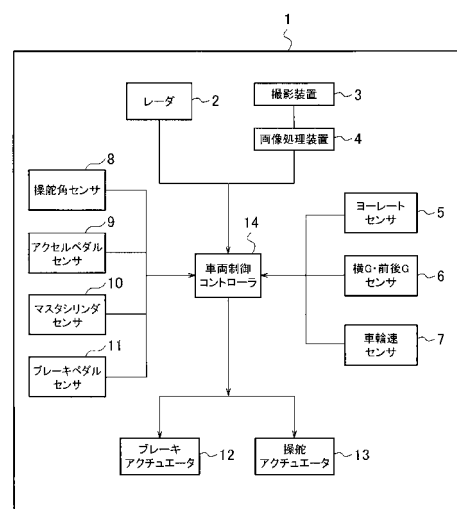 1
レーダ
2
撮影装置
3
画像処理装置
4
操舵角センサ
8
アクセルペダル
センサ
9
マスタシリンダ
センサ
10
ブレーキペダル
センサ
11
車両制御
コントローラ
14
ヨーレート
センサ
5
横G・前後G
センサ
6
車輪速
センサ
7
ブレーキ
アクチュエータ
12
操舵
アクチュエータ
13